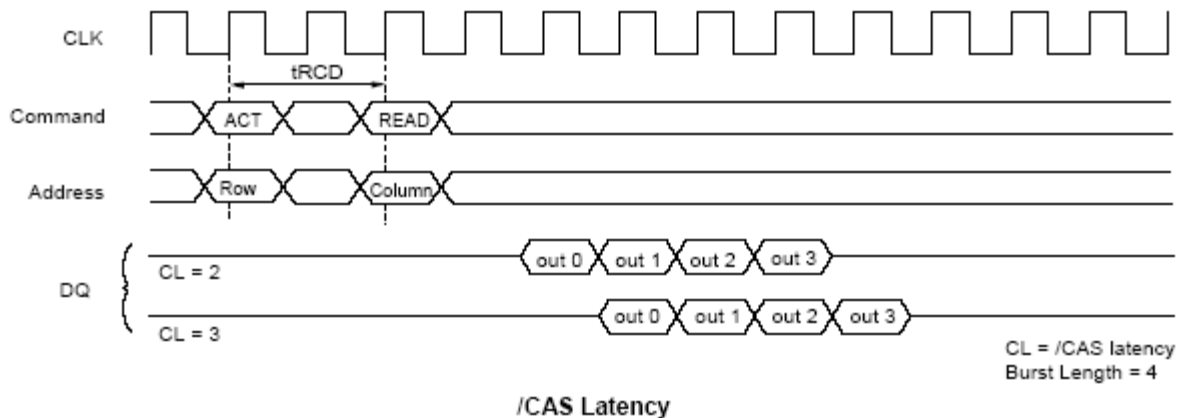 CLK
tRCD
Command
ACT
READ
Address
Row
Column
DQ
CL = 2
out 0
out 1
out 2
out 3
CL = 3
out 0
out 1
out 2
out 3
CL = /CAS latency
Burst Length = 4
/CAS Latency